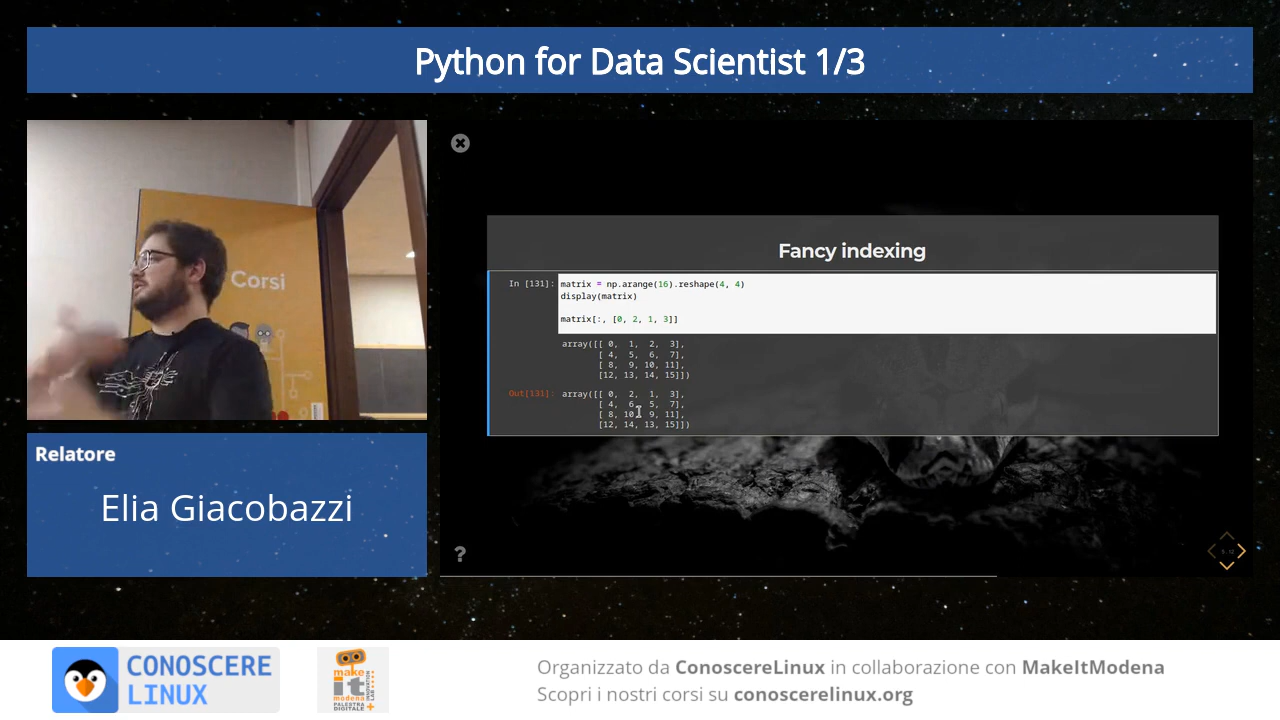 Python for Data Scientist 1/3
Corsi
Relatore
Elia Giacobazzi
Fancy indexing
In [131]: matrix = np.arange(16).reshape(4, 4)
display(matrix)
matrix[:, [0, 2, 1, 3]]
array([[ 0, 1, 2, 3],
[ 4, 5, 6, 7],
[ 8, 9, 10, 11],
[12, 13, 14, 15]])
Out[131]: array([[ 0, 2, 1, 3],
[ 4, 6, 5, 7],
[ 8, 10, 9, 11],
[12, 14, 13, 15]])
?
CONOSCERE
LINUX
make
it
modena
PALESTRA
DIGITALE
INNOVATION
LAB
Organizzato da ConoscereLinux in collaborazione con MakeItModena
Scopri i nostri corsi su conoscerelinux.org